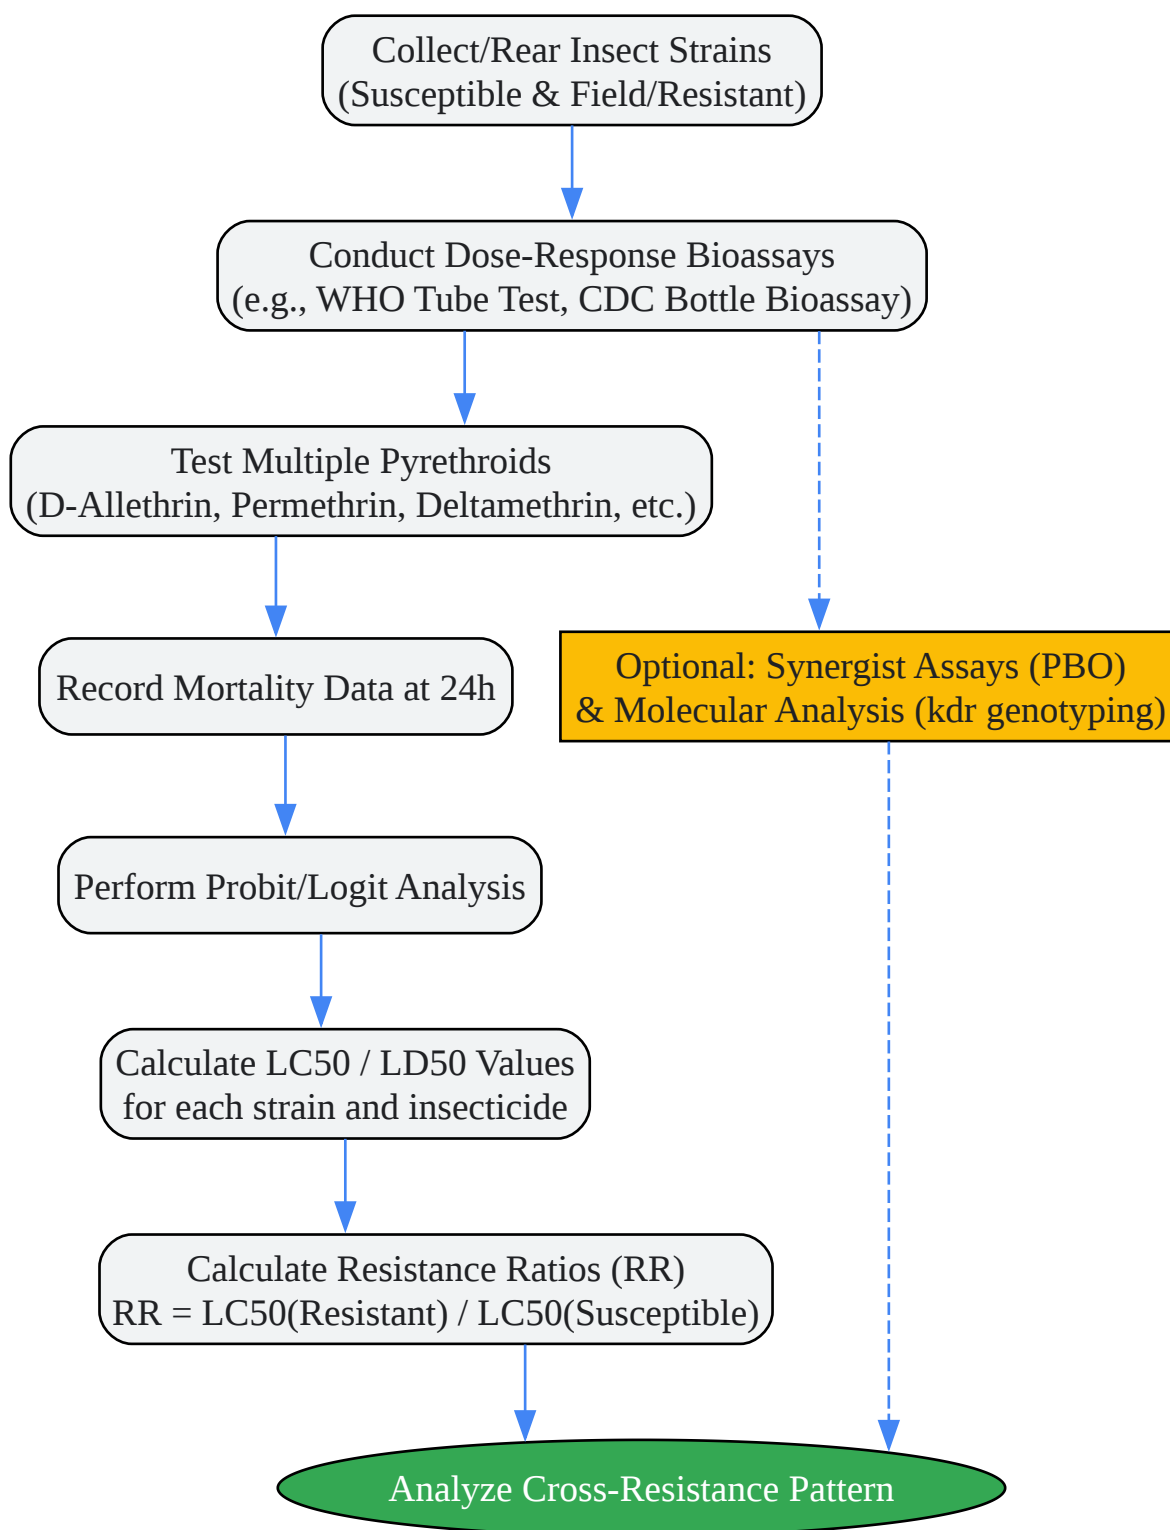 Collect/Rear Insect Strains
(Susceptible & Field/Resistant)
Conduct Dose-Response Bioassays
(e.g., WHO Tube Test, CDC Bottle Bioassay)
Test Multiple Pyrethroids
(D-Allethrin, Permethrin, Deltamethrin, etc.)
Optional: Synergist Assays (PBO)
& Molecular Analysis (kdr genotyping)
Record Mortality Data at 24h
Perform Probit/Logit Analysis
Calculate LC50 / LD50 Values
for each strain and insecticide
Calculate Resistance Ratios (RR)
RR = LC50(Resistant) / LC50(Susceptible)
Analyze Cross-Resistance Pattern